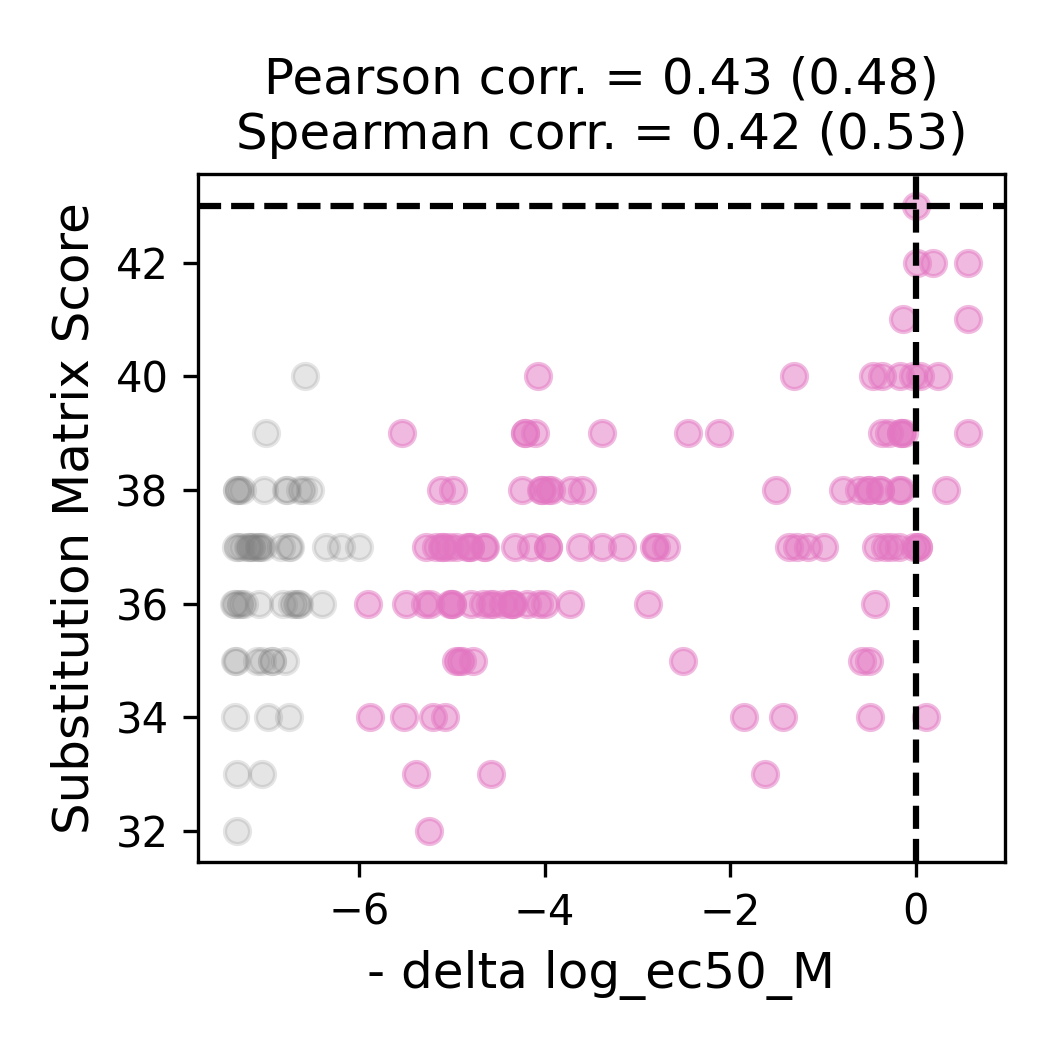 Pearson corr. = 0.43 (0.48)
Spearman corr. = 0.42 (0.53)
Substitution Matrix Score
42
40
38
36
34
32
−6
−4
−2
0
- delta log_ec50_M